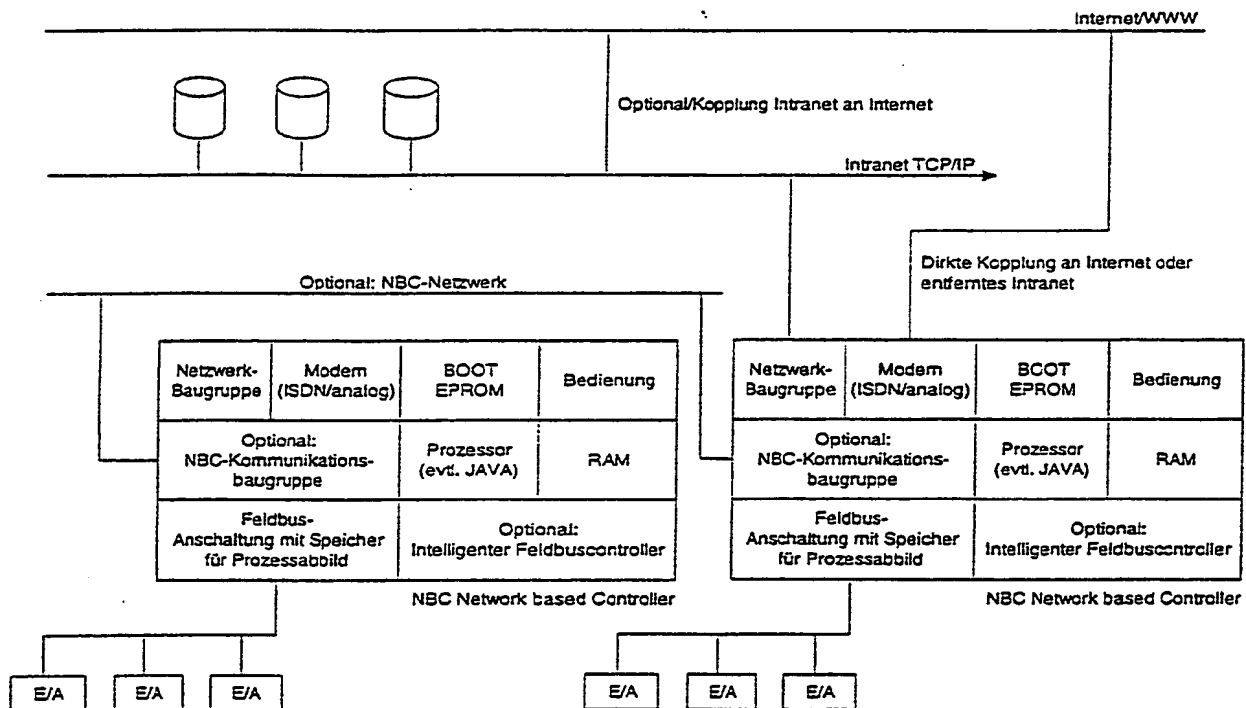 Internet/WWW
Optional/Kopplung Intranet an Internet
Intranet TCP/IP
Dirkte Kopplung an Internet oder
entferntes Intranet
Optional: NBC-Netzwerk
Netzwerk-
Baugruppe
Modem
(ISDN/analog)
BOOT
EPROM
Bedienung
Optional:
NBC-Kommunikations-
baugruppe
Prozessor
(evtl. JAVA)
RAM
Feldbus-
Anschaltung mit Speicher
für Prozessabbild
Optional:
Intelligenter Feldbuscontroller
NBC Network based Controller
Netzwerk-
Baugruppe
Modem
(ISDN/analog)
BOOT
EPROM
Bedienung
Optional:
NBC-Kommunikations-
baugruppe
Prozessor
(evtl. JAVA)
RAM
Feldbus-
Anschaltung mit Speicher
für Prozessabbild
Optional:
Intelligenter Feldbuscontroller
NBC Network based Controller
E/A
E/A
E/A
E/A
E/A
E/A